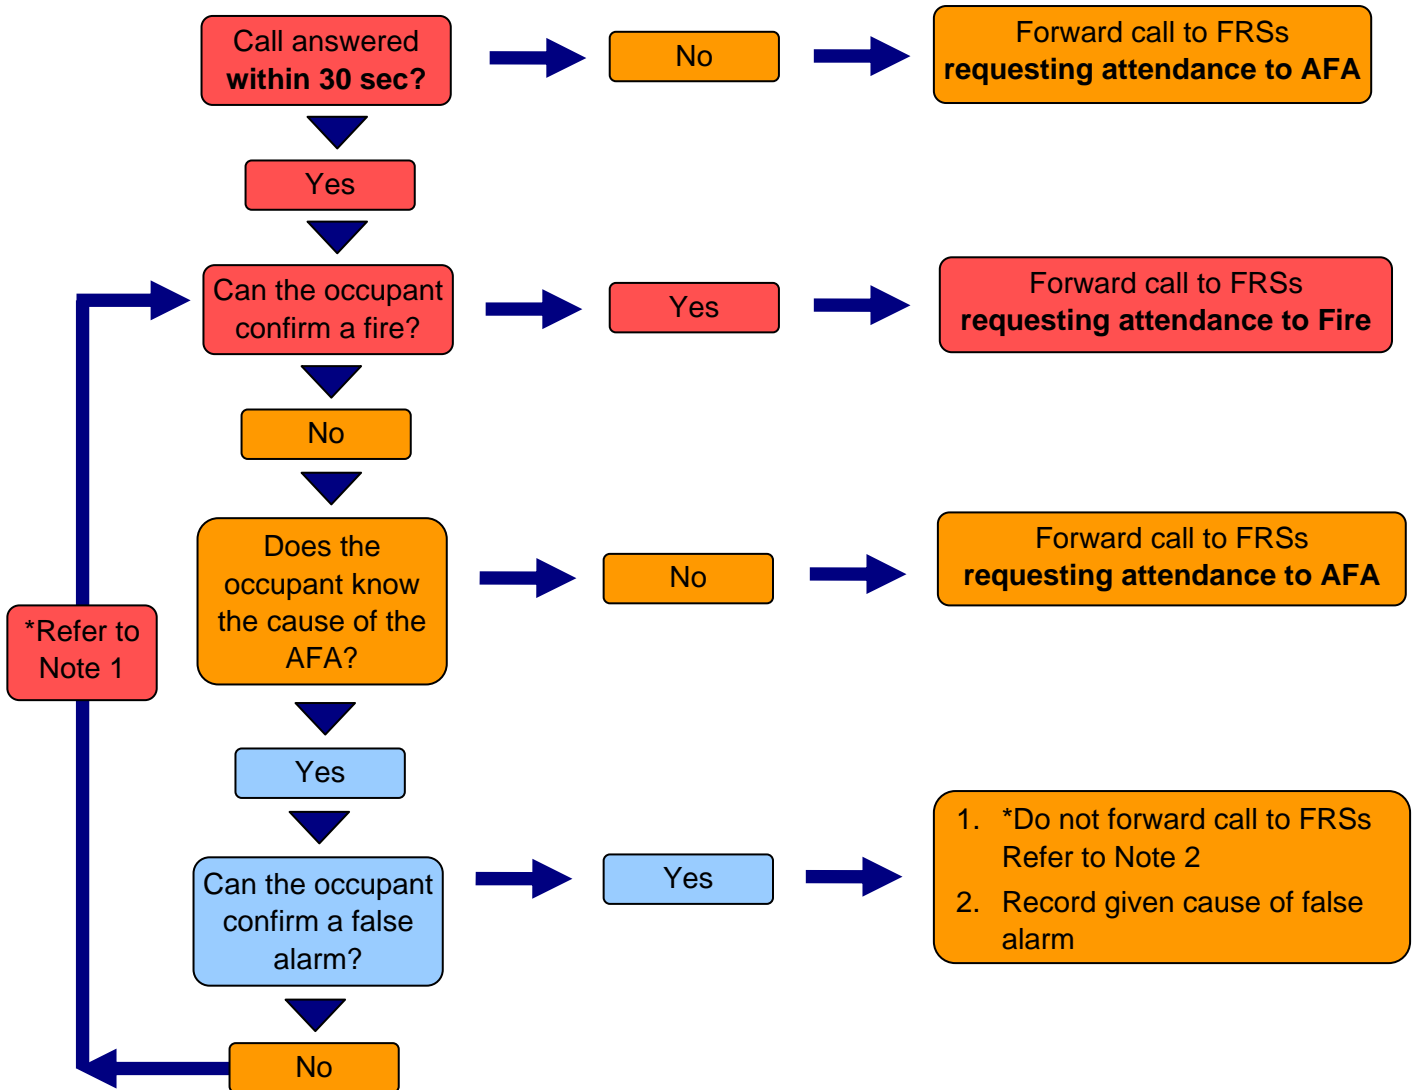 Call answered
within 30 sec?
No
Forward call to FRSs
requesting attendance to AFA
Yes
Can the occupant
confirm a fire?
Yes
Forward call to FRSs
requesting attendance to Fire
No
Does the
occupant know
the cause of the
AFA?
No
Forward call to FRSs
requesting attendance to AFA
*Refer to
Note 1
Yes
Can the occupant
confirm a false
alarm?
Yes
1. *Do not forward call to FRSs
Refer to Note 2
2. Record given cause of false
alarm
No